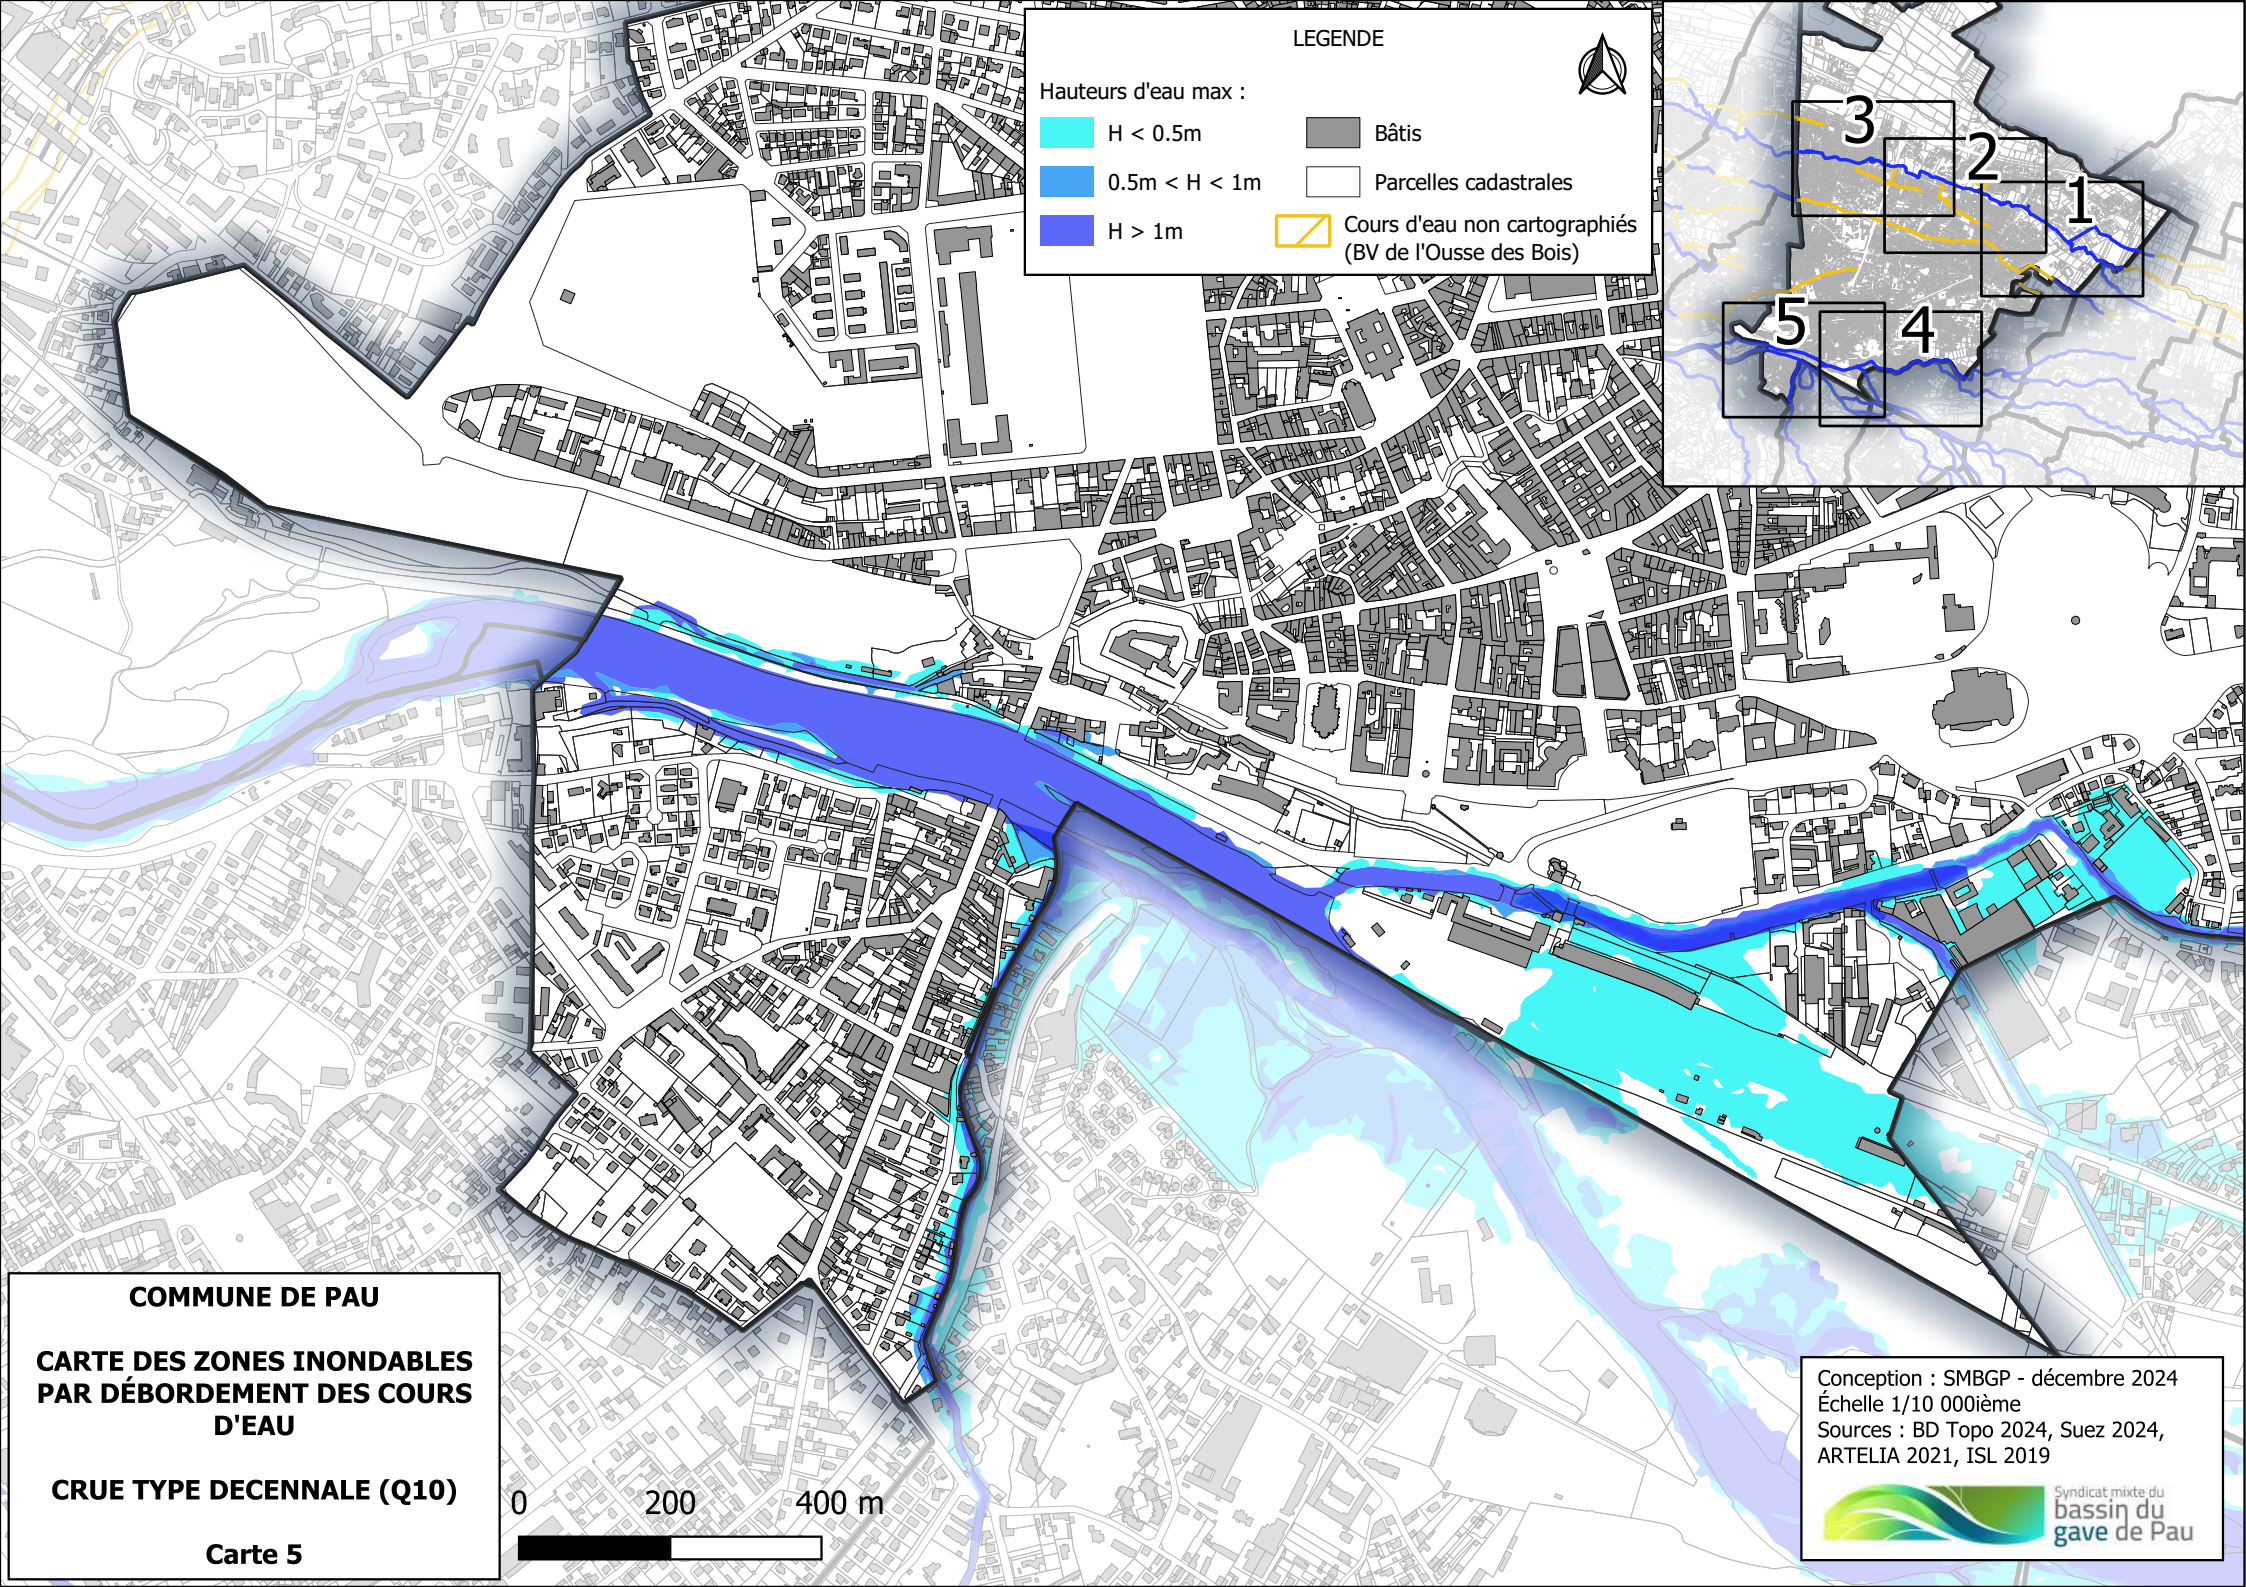 LEGENDE
Hauteurs d'eau max :
H < 0.5m
0.5m < H < 1m
H > 1m
Bâtis
Parcelles cadastrales
Cours d'eau non cartographiés
(BV de l'Ousse des Bois)
3
2
1
5
4
COMMUNE DE PAU
CARTE DES ZONES INONDABLES
PAR DÉBORDEMENT DES COURS
D'EAU
CRUE TYPE DECENNALE (Q10)
Carte 5
0 200 400 m
Conception : SMBGP - décembre 2024
Échelle 1/10 000ième
Sources : BD Topo 2024, Suez 2024,
ARTELIA 2021, ISL 2019
Syndicat mixte du
bassin du
gave de Pau